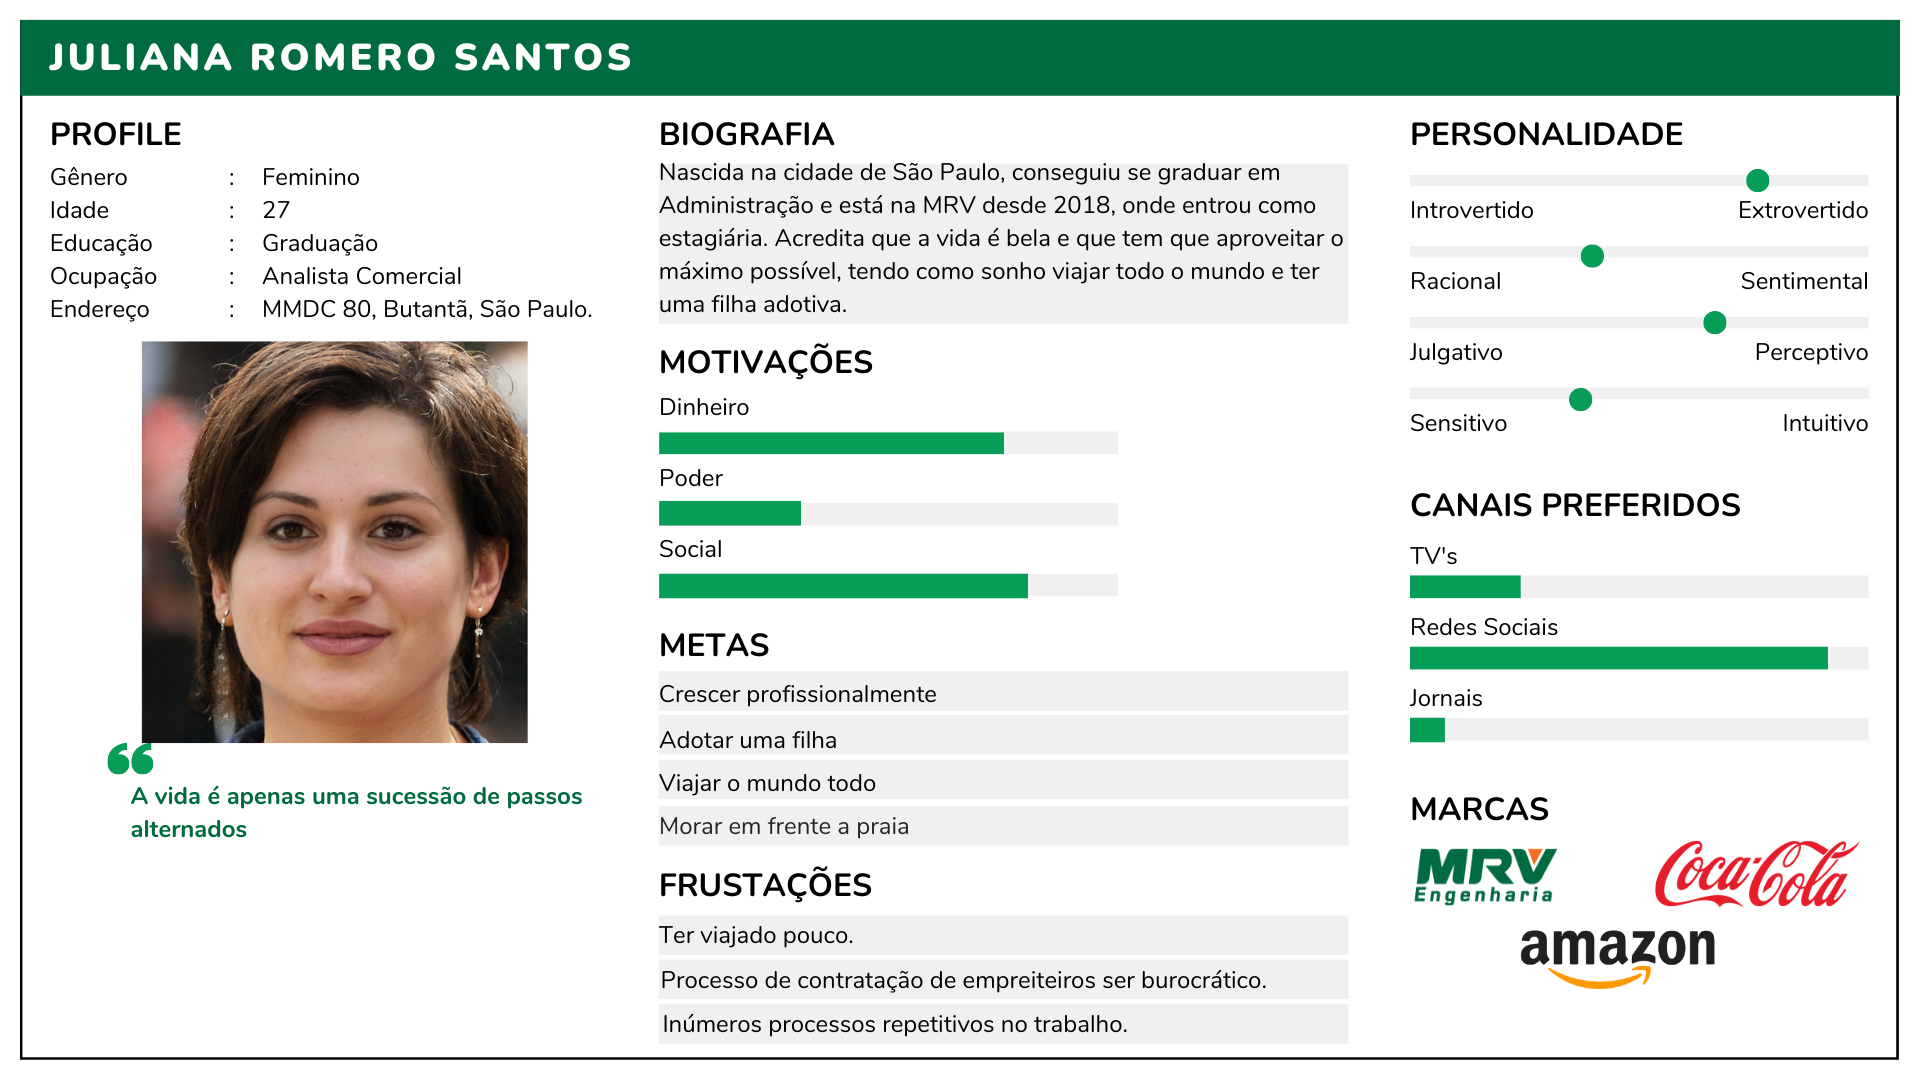 JULIANA ROMERO SANTOS
PROFILE
Gênero : Feminino
Idade : 27
Educação : Graduação
Ocupação : Analista Comercial
Endereço : MMDC 80, Butantã, São Paulo.
“
A vida é apenas uma sucessão de passos
alternados
BIOGRAFIA
Nascida na cidade de São Paulo, conseguiu se graduar em
Administração e está na MRV desde 2018, onde entrou como
estagiária. Acredita que a vida é bela e que tem que aproveitar o
máximo possível, tendo como sonho viajar todo o mundo e ter
uma filha adotiva.
MOTIVAÇÕES
Dinheiro
Poder
Social
METAS
Crescer profissionalmente
Adotar uma filha
Viajar o mundo todo
Morar em frente a praia
FRUSTAÇÕES
Ter viajado pouco.
Processo de contratação de empreiteiros ser burocrático.
Inúmeros processos repetitivos no trabalho.
PERSONALIDADE
Introvertido Extrovertido
Racional Sentimental
Julgativo Perceptivo
Sensitivo Intuitivo
CANAIS PREFERIDOS
TV's
Redes Sociais
Jornais
MARCAS
MRV
Engenharia
Coca-Cola
amazon